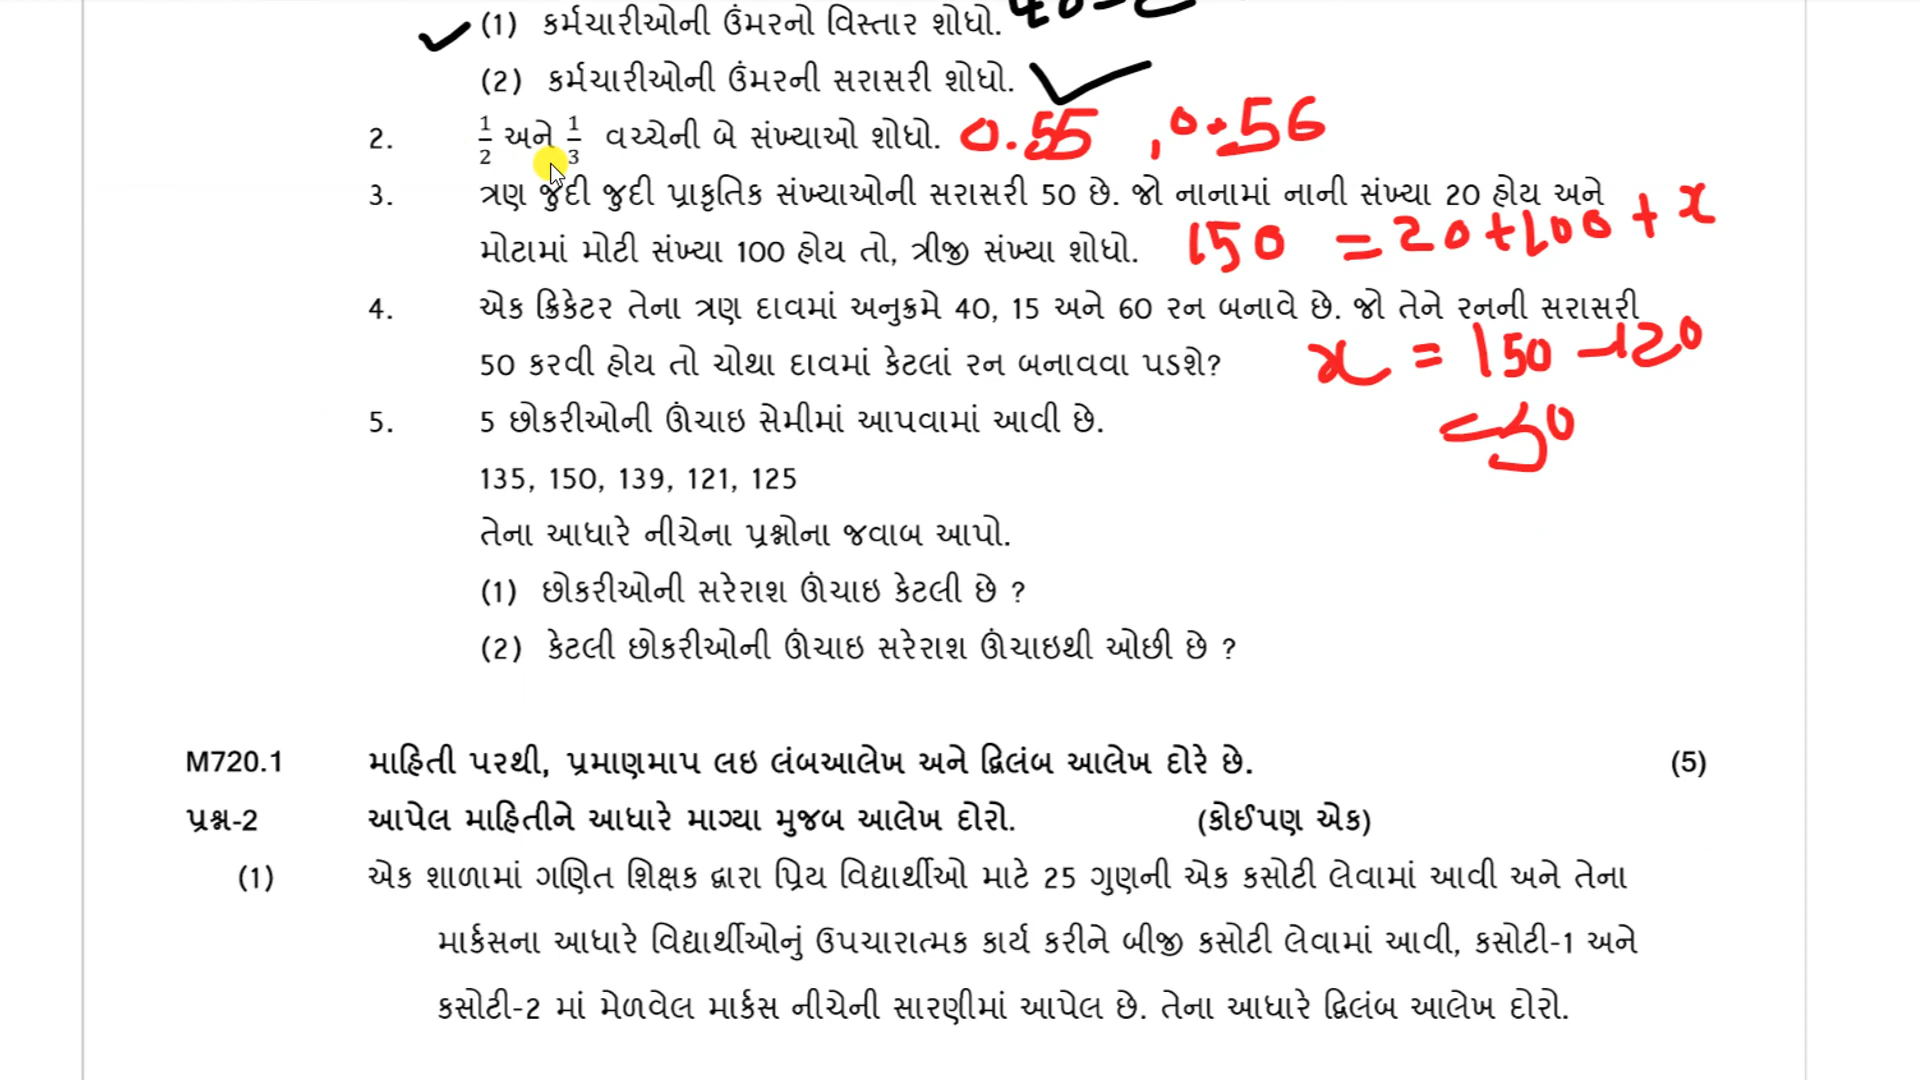 (1) કર્મચારીઓની ઉંમરનો વિસ્તાર શોધો.
(2) કર્મચારીઓની ઉંમરની સરાસરી શોધો.
2. 1/2 અને 1/3 વચ્ચેની બે સંખ્યાઓ શોધો. 0.55 , 0.56
3. ત્રણ જુદી જુદી પ્રાકૃતિક સંખ્યાઓની સરાસરી 50 છે. જો નાનામાં નાની સંખ્યા 20 હોય અને
મોટામાં મોટી સંખ્યા 100 હોય તો, ત્રીજી સંખ્યા શોધો. 150 = 20+100+x
4. એક ક્રિકેટર તેના ત્રણ દાવમાં અનુક્રમે 40, 15 અને 60 રન બનાવે છે. જો તેને રનની સરાસરી
50 કરવી હોય તો ચોથા દાવમાં કેટલાં રન બનાવવા પડશે? x = 150 - 120
5. 5 છોકરીઓની ઊંચાઇ સેમીમાં આપવામાં આવી છે. = 30
135, 150, 139, 121, 125
તેના આધારે નીચેના પ્રશ્નોના જવાબ આપો.
(1) છોકરીઓની સરેરાશ ઊંચાઇ કેટલી છે ?
(2) કેટલી છોકરીઓની ઊંચાઇ સરેરાશ ઊંચાઇથી ઓછી છે ?
M720.1 માહિતી પરથી, પ્રમાણમાપ લઇ લંબઆલેખ અને દ્વિલંબ આલેખ દોરે છે. (5)
પ્રશ્ન-2 આપેલ માહિતીને આધારે માગ્યા મુજબ આલેખ દોરો. (કોઈપણ એક)
(1) એક શાળામાં ગણિત શિક્ષક દ્વારા પ્રિય વિદ્યાર્થીઓ માટે 25 ગુણની એક કસોટી લેવામાં આવી અને તેના
માર્કસના આધારે વિદ્યાર્થીઓનું ઉપચારાત્મક કાર્ય કરીને બીજી કસોટી લેવામાં આવી, કસોટી-1 અને
કસોટી-2 માં મેળવેલ માર્કસ નીચેની સારણીમાં આપેલ છે. તેના આધારે દ્વિલંબ આલેખ દોરો.